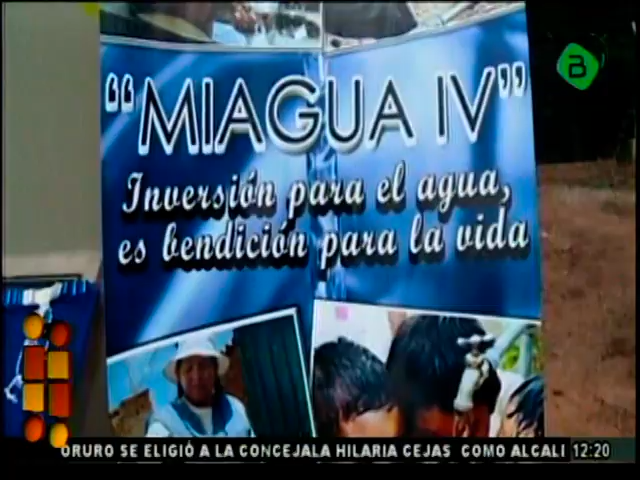 B
"MIAGUA IV"
Inversión para el agua,
es bendición para la vida
ORURO SE ELIGIÓ A LA CONCEJALA HILARIA CEJAS COMO ALCALI 12:20